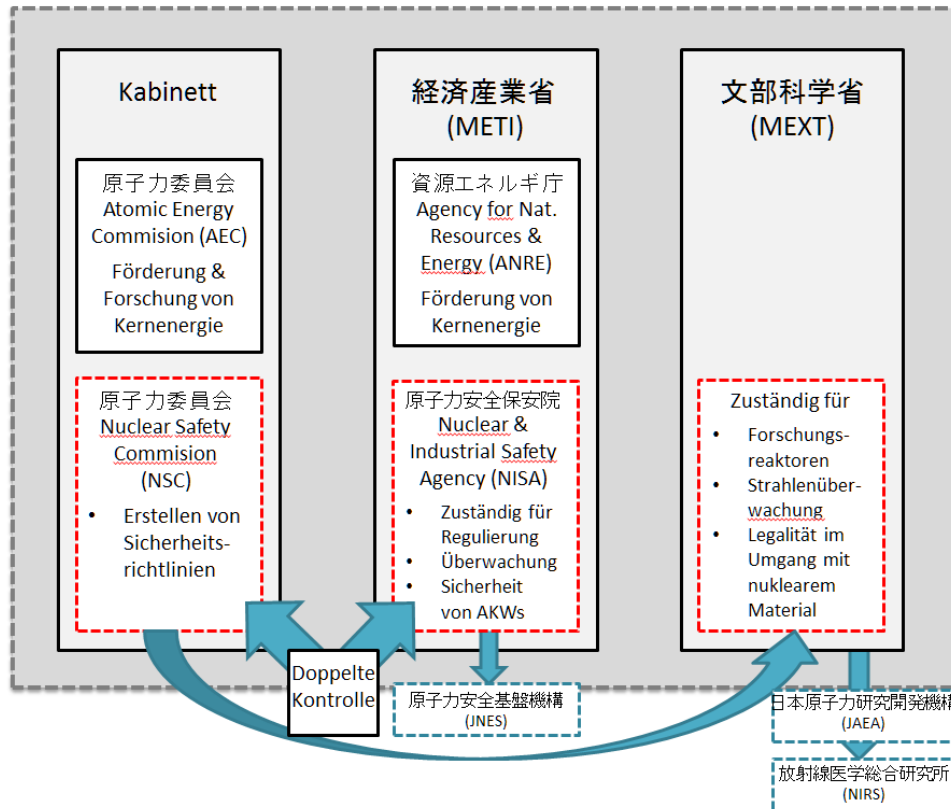 Kabinett
原子力委員会
Atomic Energy
Commision (AEC)
Förderung &
Forschung von
Kernenergie
原子力委員会
Nuclear Safety
Commision
(NSC)
• Erstellen von
Sicherheits-
richtlinien
経済産業省
(METI)
資源エネルギ庁
Agency for Nat.
Resources &
Energy (ANRE)
Förderung von
Kernenergie
原子力安全保安院
Nuclear &
Industrial Safety
Agency (NISA)
• Zuständig für
Regulierung
• Überwachung
• Sicherheit
von AKWs
文部科学省
(MEXT)
Zuständig für
• Forschungs-
reaktoren
• Strahlenüber-
wachung
• Legalität im
Umgang mit
nuklearem
Material
Doppelte
Kontrolle
原子力安全基盤機構
(JNES)
日本原子力研究開発機構
(JAEA)
放射線医学総合研究所
(NIRS)